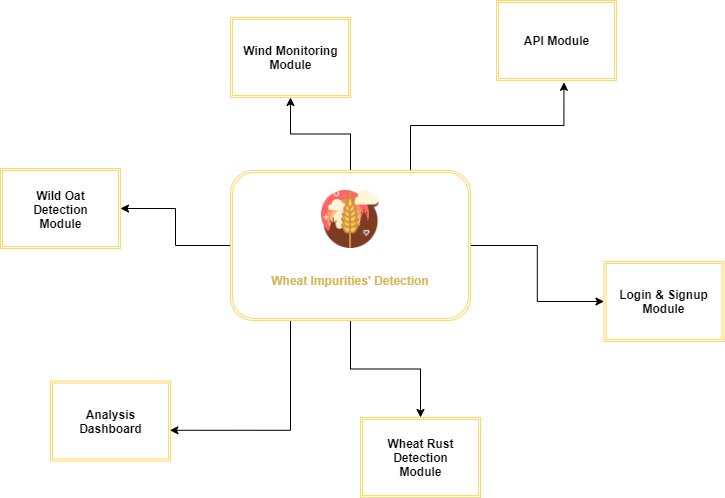 Wind Monitoring
Module
API Module
Wild Oat
Detection
Module
Wheat Impurities' Detection
Login & Signup
Module
Analysis
Dashboard
Wheat Rust
Detection
Module